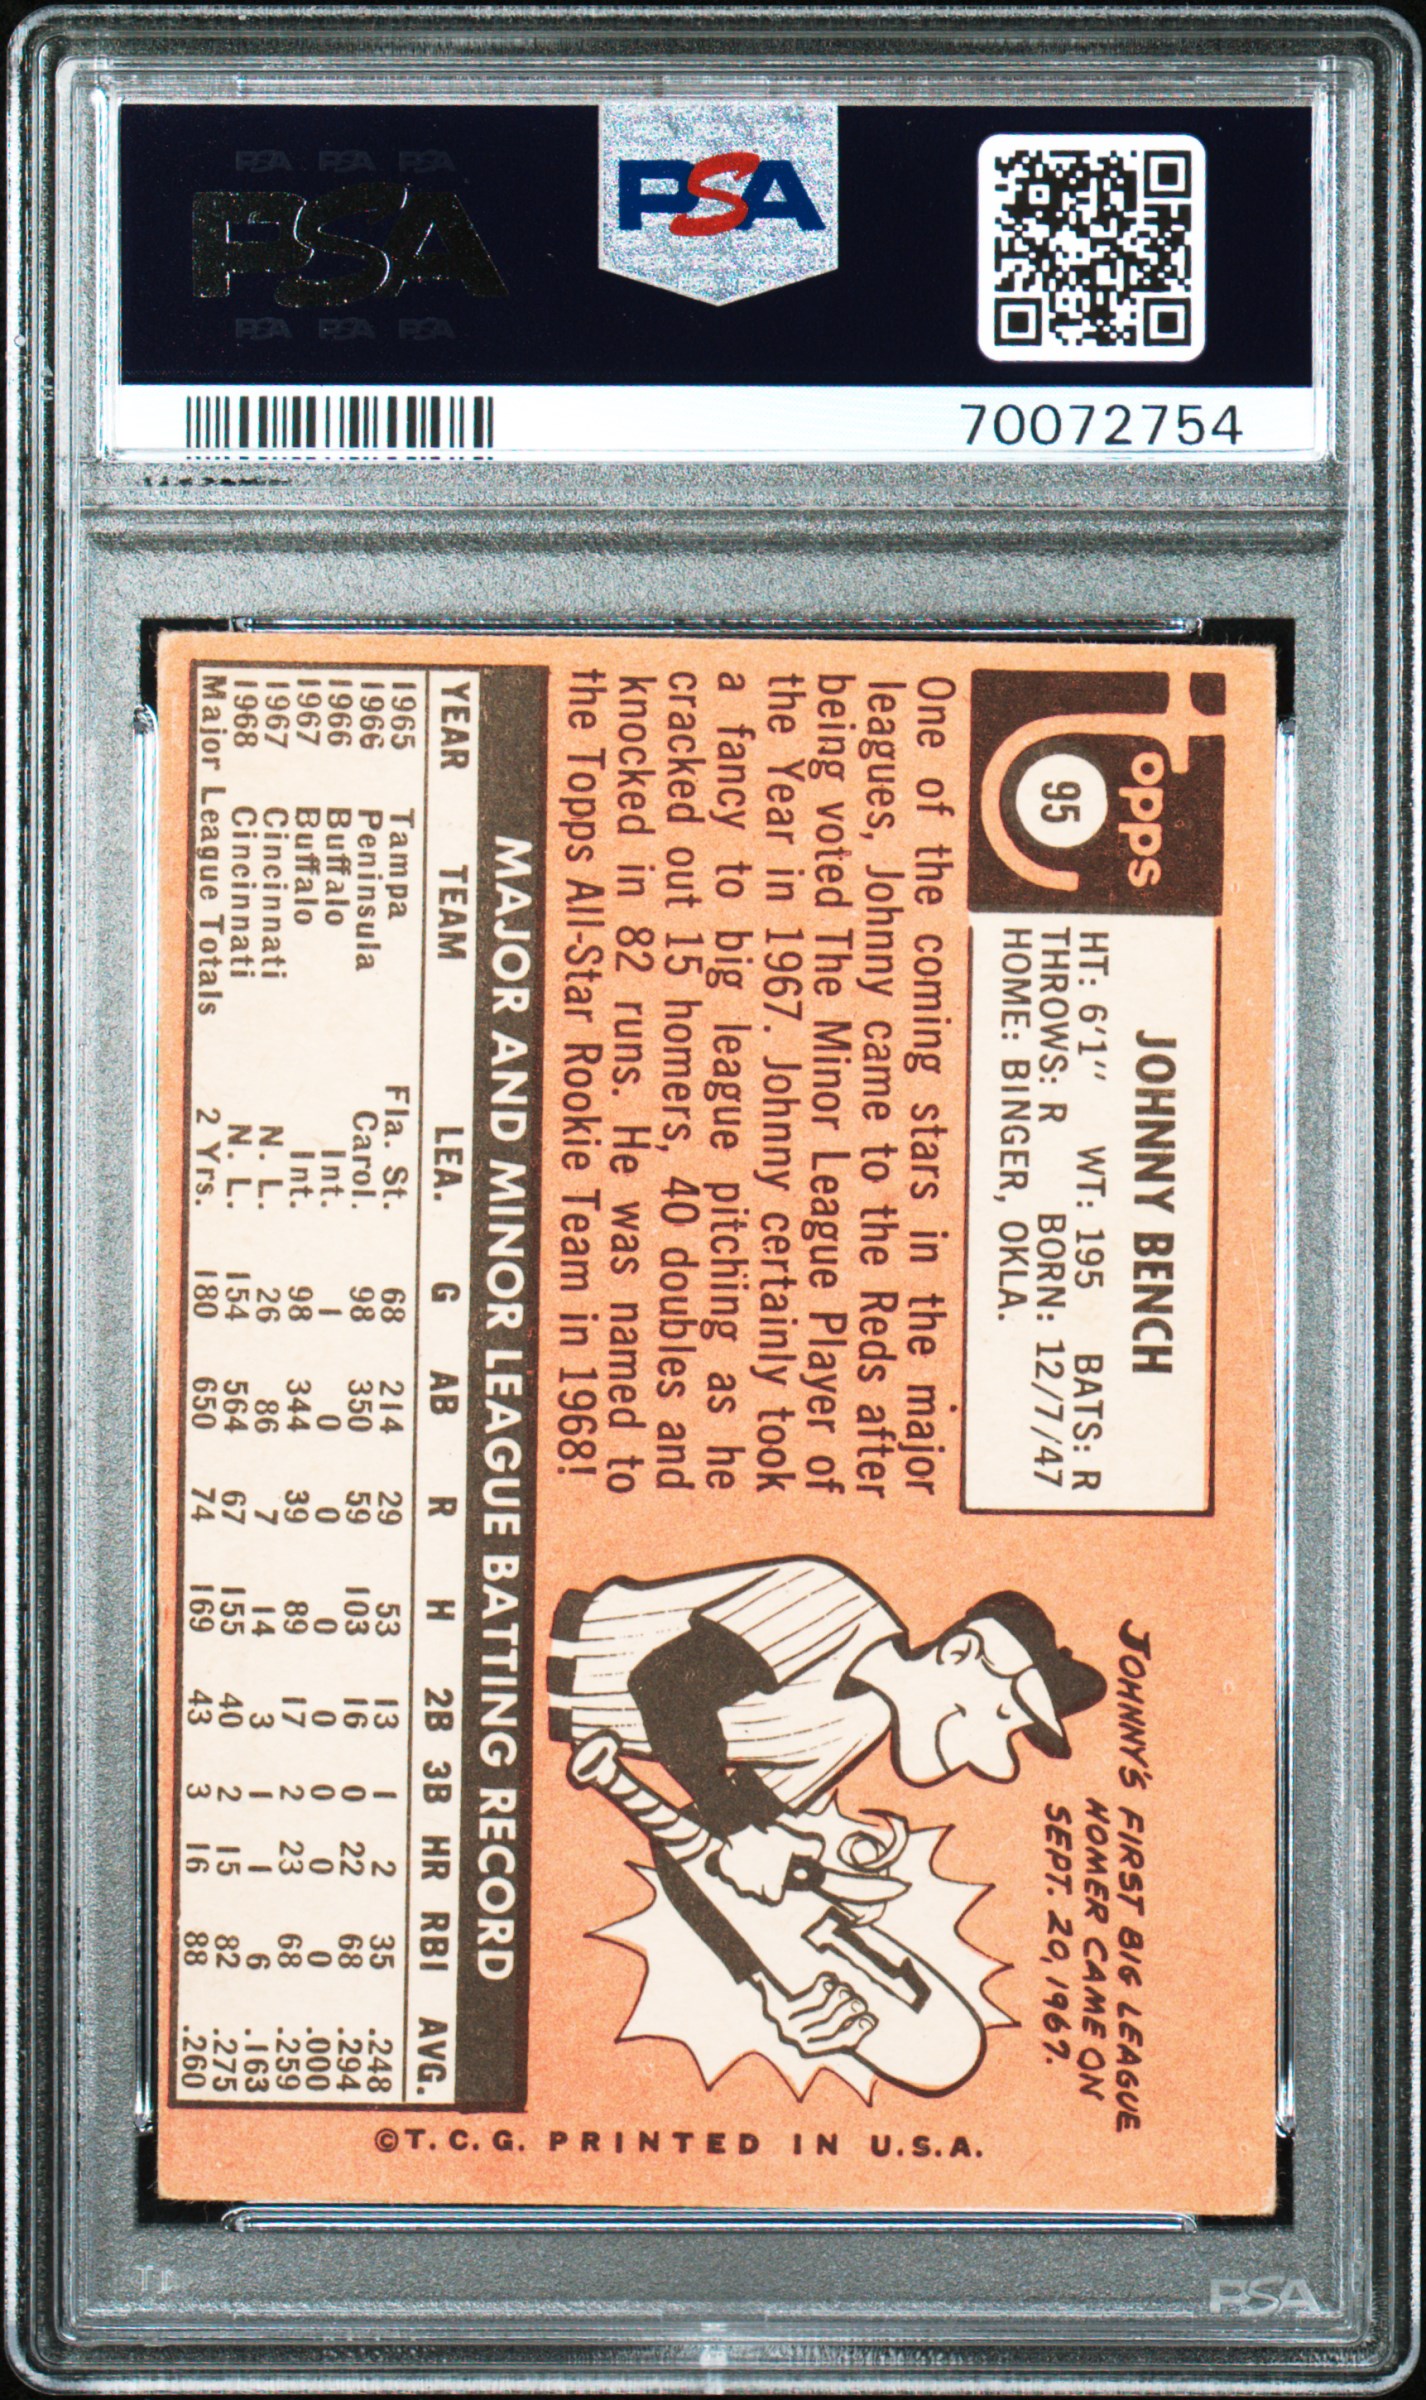 PSA PSA PSA
PSA
PSA PSA PSA
PSA
70072754
Topps
95
JOHNNY BENCH
HT: 6'1" WT: 195 BATS: R
THROWS: R BORN: 12/7/47
HOME: BINGER, OKLA.
One of the coming stars in the major
leagues, Johnny came to the Reds after
being voted The Minor League Player of
the Year in 1967. Johnny certainly took
a fancy to big league pitching as he
cracked out 15 homers, 40 doubles and
knocked in 82 runs. He was named to
the Topps All-Star Rookie Team in 1968!
JOHNNY'S FIRST BIG LEAGUE
HOMER CAME ON
SEPT. 20, 1967.
L
MAJOR AND MINOR LEAGUE BATTING RECORD
YEAR TEAM LEA. G AB R H 2B 3B HR RBI AVG.
1965 Tampa Fla. St. 68 214 29 53 13 1 2 35 .248
1966 Peninsula Carol. 98 350 59 103 16 0 22 68 .294
1966 Buffalo Int. 1 0 0 0 0 0 0 0 .000
1967 Buffalo Int. 98 344 39 89 17 2 23 68 .259
1967 Cincinnati N. L. 26 86 7 14 3 1 1 6 .163
1968 Cincinnati N. L. 154 564 67 155 40 2 15 82 .275
Major League Totals 2 Yrs. 180 650 74 169 43 3 16 88 .260
©T.C.G. PRINTED IN U.S.A.
PSA